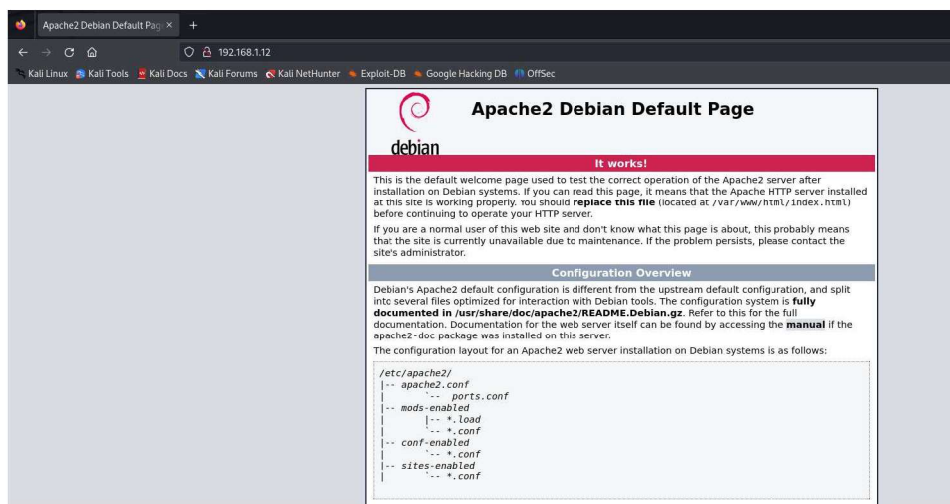 Apache2 Debian Default Pag
192.168.1.12
Kali Linux Kali Tools Kali Docs Kali Forums Kali NetHunter Exploit-DB Google Hacking DB OffSec
debian
Apache2 Debian Default Page
It works!
This is the default welcome page used to test the correct operation of the Apache2 server after
installation on Debian systems. If you can read this page, it means that the Apache HTTP server installed
at this site is working properly. You should replace this file (located at /var/www/html/index.html)
before continuing to operate your HTTP server.
If you are a normal user of this web site and don't know what this page is about, this probably means
that the site is currently unavailable due to maintenance. If the problem persists, please contact the
site's administrator.
Configuration Overview
Debian's Apache2 default configuration is different from the upstream default configuration, and split
into several files optimized for interaction with Debian tools. The configuration system is fully
documented in /usr/share/doc/apache2/README.Debian.gz. Refer to this for the full
documentation. Documentation for the web server itself can be found by accessing the manual if the
apache2-doc package was installed on this server.
The configuration layout for an Apache2 web server installation on Debian systems is as follows:
/etc/apache2/
|-- apache2.conf
|       `--  ports.conf
|-- mods-enabled
|       |-- *.load
|       `-- *.conf
|-- conf-enabled
|       `-- *.conf
|-- sites-enabled
|       `-- *.conf